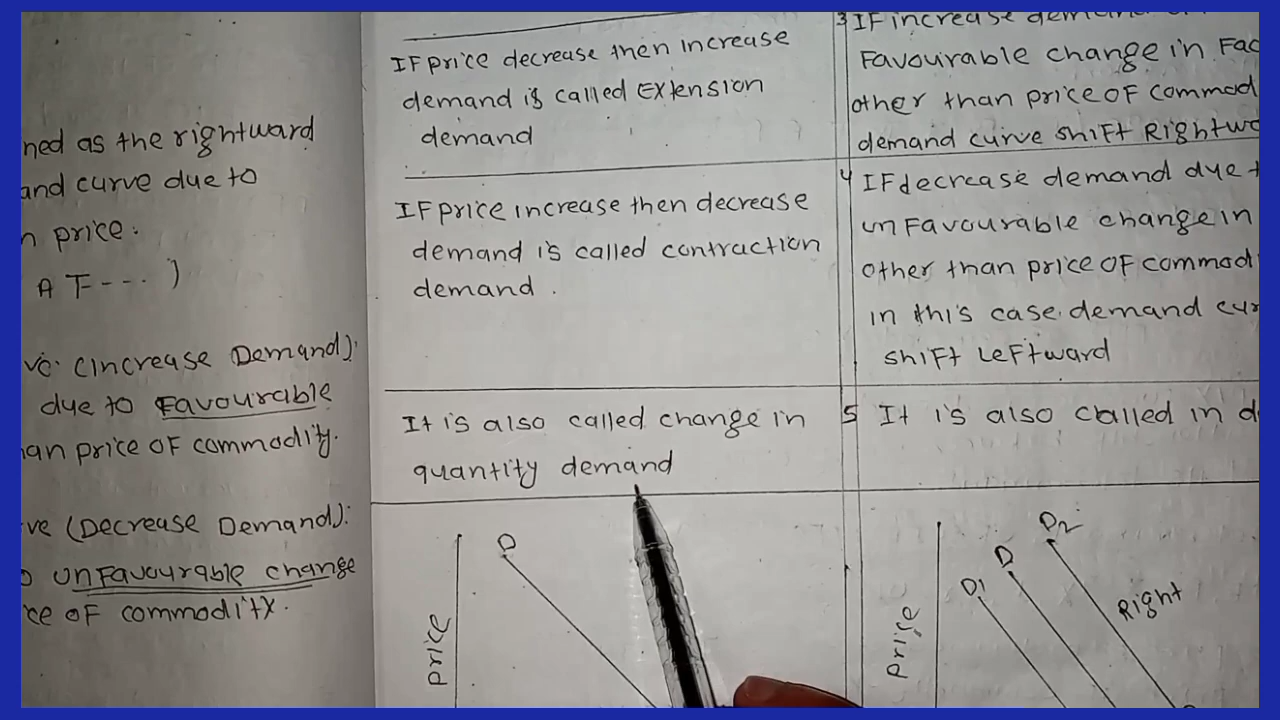 ned as the rightward
and curve due to
n price.
A T--- )
ve (Increase Demand):
due to Favourable
an price of commodity.
ve (Decrease Demand):
unFavourable change
ce of commodity.
If price decrease then increase
demand is called Extension
demand
If price increase then decrease
demand is called contraction
demand.
It is also called change in
quantity demand
D
Price
3 If increase
Favourable change in Fac
other than price of commod
demand curve shift Rightwa
4 If decrease demand due t
unFavourable change in
other than price of commodi
in this case demand cur
shift Leftward
5 It is also called in d
D1 D D2
Right
Price